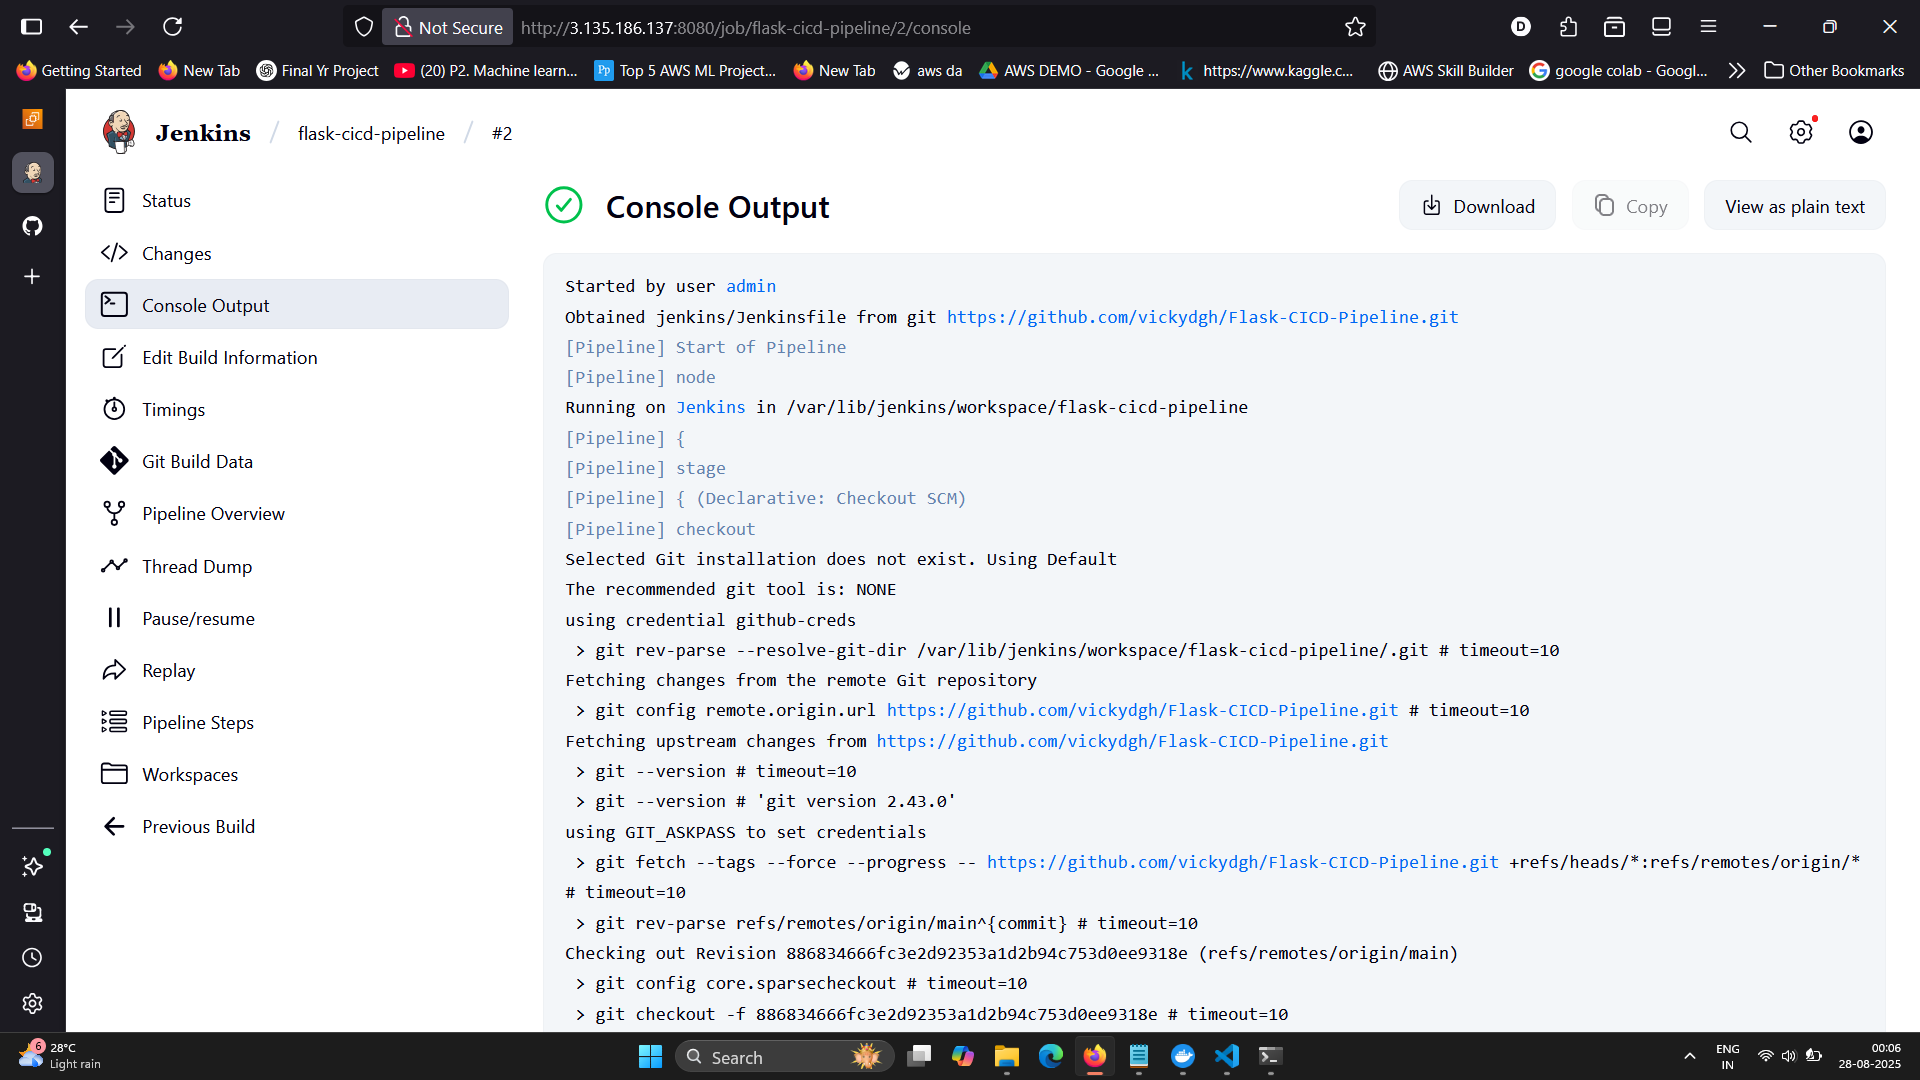 Not Secure http://3.135.186.137:8080/job/flask-cicd-pipeline/2/console
D
Getting Started New Tab Final Yr Project (20) P2. Machine learn... Pp Top 5 AWS ML Project... New Tab aws da AWS DEMO - Google ... k https://www.kaggle.c... AWS Skill Builder google colab - Googl... Other Bookmarks
Jenkins / flask-cicd-pipeline / #2
Status
Changes
Console Output
Edit Build Information
Timings
Git Build Data
Pipeline Overview
Thread Dump
Pause/resume
Replay
Pipeline Steps
Workspaces
Previous Build
Console Output
Download
Copy
View as plain text
Started by user admin
Obtained jenkins/Jenkinsfile from git https://github.com/vickydgh/Flask-CICD-Pipeline.git
[Pipeline] Start of Pipeline
[Pipeline] node
Running on Jenkins in /var/lib/jenkins/workspace/flask-cicd-pipeline
[Pipeline] {
[Pipeline] stage
[Pipeline] { (Declarative: Checkout SCM)
[Pipeline] checkout
Selected Git installation does not exist. Using Default
The recommended git tool is: NONE
using credential github-creds
> git rev-parse --resolve-git-dir /var/lib/jenkins/workspace/flask-cicd-pipeline/.git # timeout=10
Fetching changes from the remote Git repository
> git config remote.origin.url https://github.com/vickydgh/Flask-CICD-Pipeline.git # timeout=10
Fetching upstream changes from https://github.com/vickydgh/Flask-CICD-Pipeline.git
> git --version # timeout=10
> git --version # 'git version 2.43.0'
using GIT_ASKPASS to set credentials
> git fetch --tags --force --progress -- https://github.com/vickydgh/Flask-CICD-Pipeline.git +refs/heads/*:refs/remotes/origin/*
# timeout=10
> git rev-parse refs/remotes/origin/main^{commit} # timeout=10
Checking out Revision 886834666fc3e2d92353a1d2b94c753d0ee9318e (refs/remotes/origin/main)
> git config core.sparsecheckout # timeout=10
> git checkout -f 886834666fc3e2d92353a1d2b94c753d0ee9318e # timeout=10
6
28°C
Light rain
Search
ENG
IN
00:06
28-08-2025